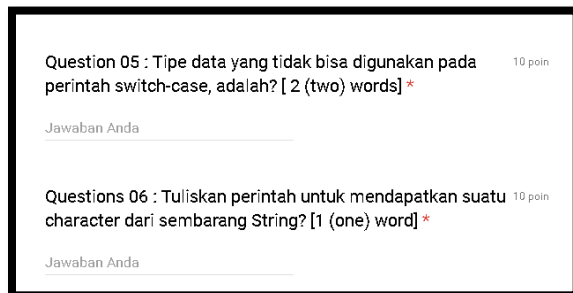 Question 05 : Tipe data yang tidak bisa digunakan pada 10 poin
perintah switch-case, adalah? [ 2 (two) words] *
Jawaban Anda
Questions 06 : Tuliskan perintah untuk mendapatkan suatu 10 poin
character dari sembarang String? [1 (one) word] *
Jawaban Anda